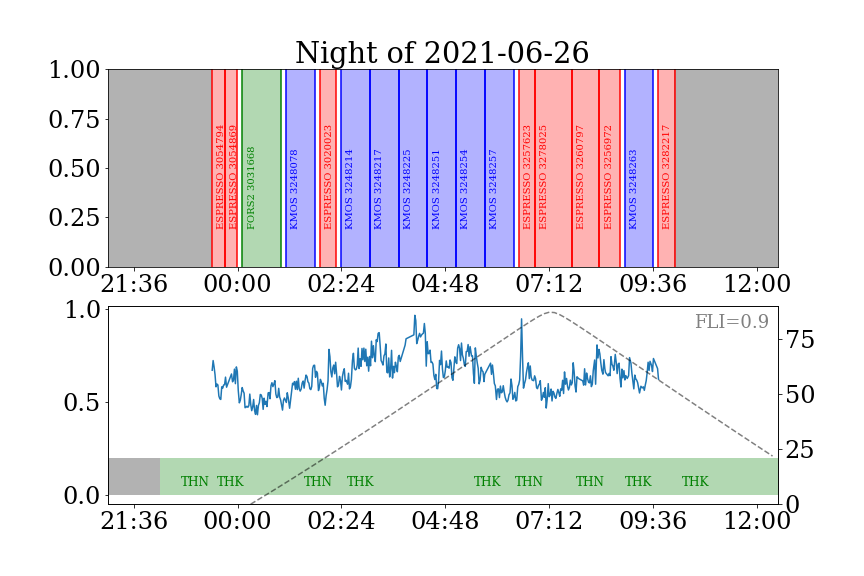 Night of 2021-06-26
1.00
0.75
0.50
0.25
0.00
ESPRESSO 3054794
ESPRESSO 3054869
FORS2 3031668
KMOS 3248078
ESPRESSO 3020023
KMOS 3248214
KMOS 3248217
KMOS 3248225
KMOS 3248251
KMOS 3248254
KMOS 3248257
ESPRESSO 3257623
ESPRESSO 3278025
ESPRESSO 3260797
ESPRESSO 3256972
KMOS 3248263
ESPRESSO 3282217
21:36 00:00 02:24 04:48 07:12 09:36 12:00
1.0
0.5
0.0
FLI=0.9
75
50
25
0
THN THK THN THK THK THN THN THK THK
21:36 00:00 02:24 04:48 07:12 09:36 12:00